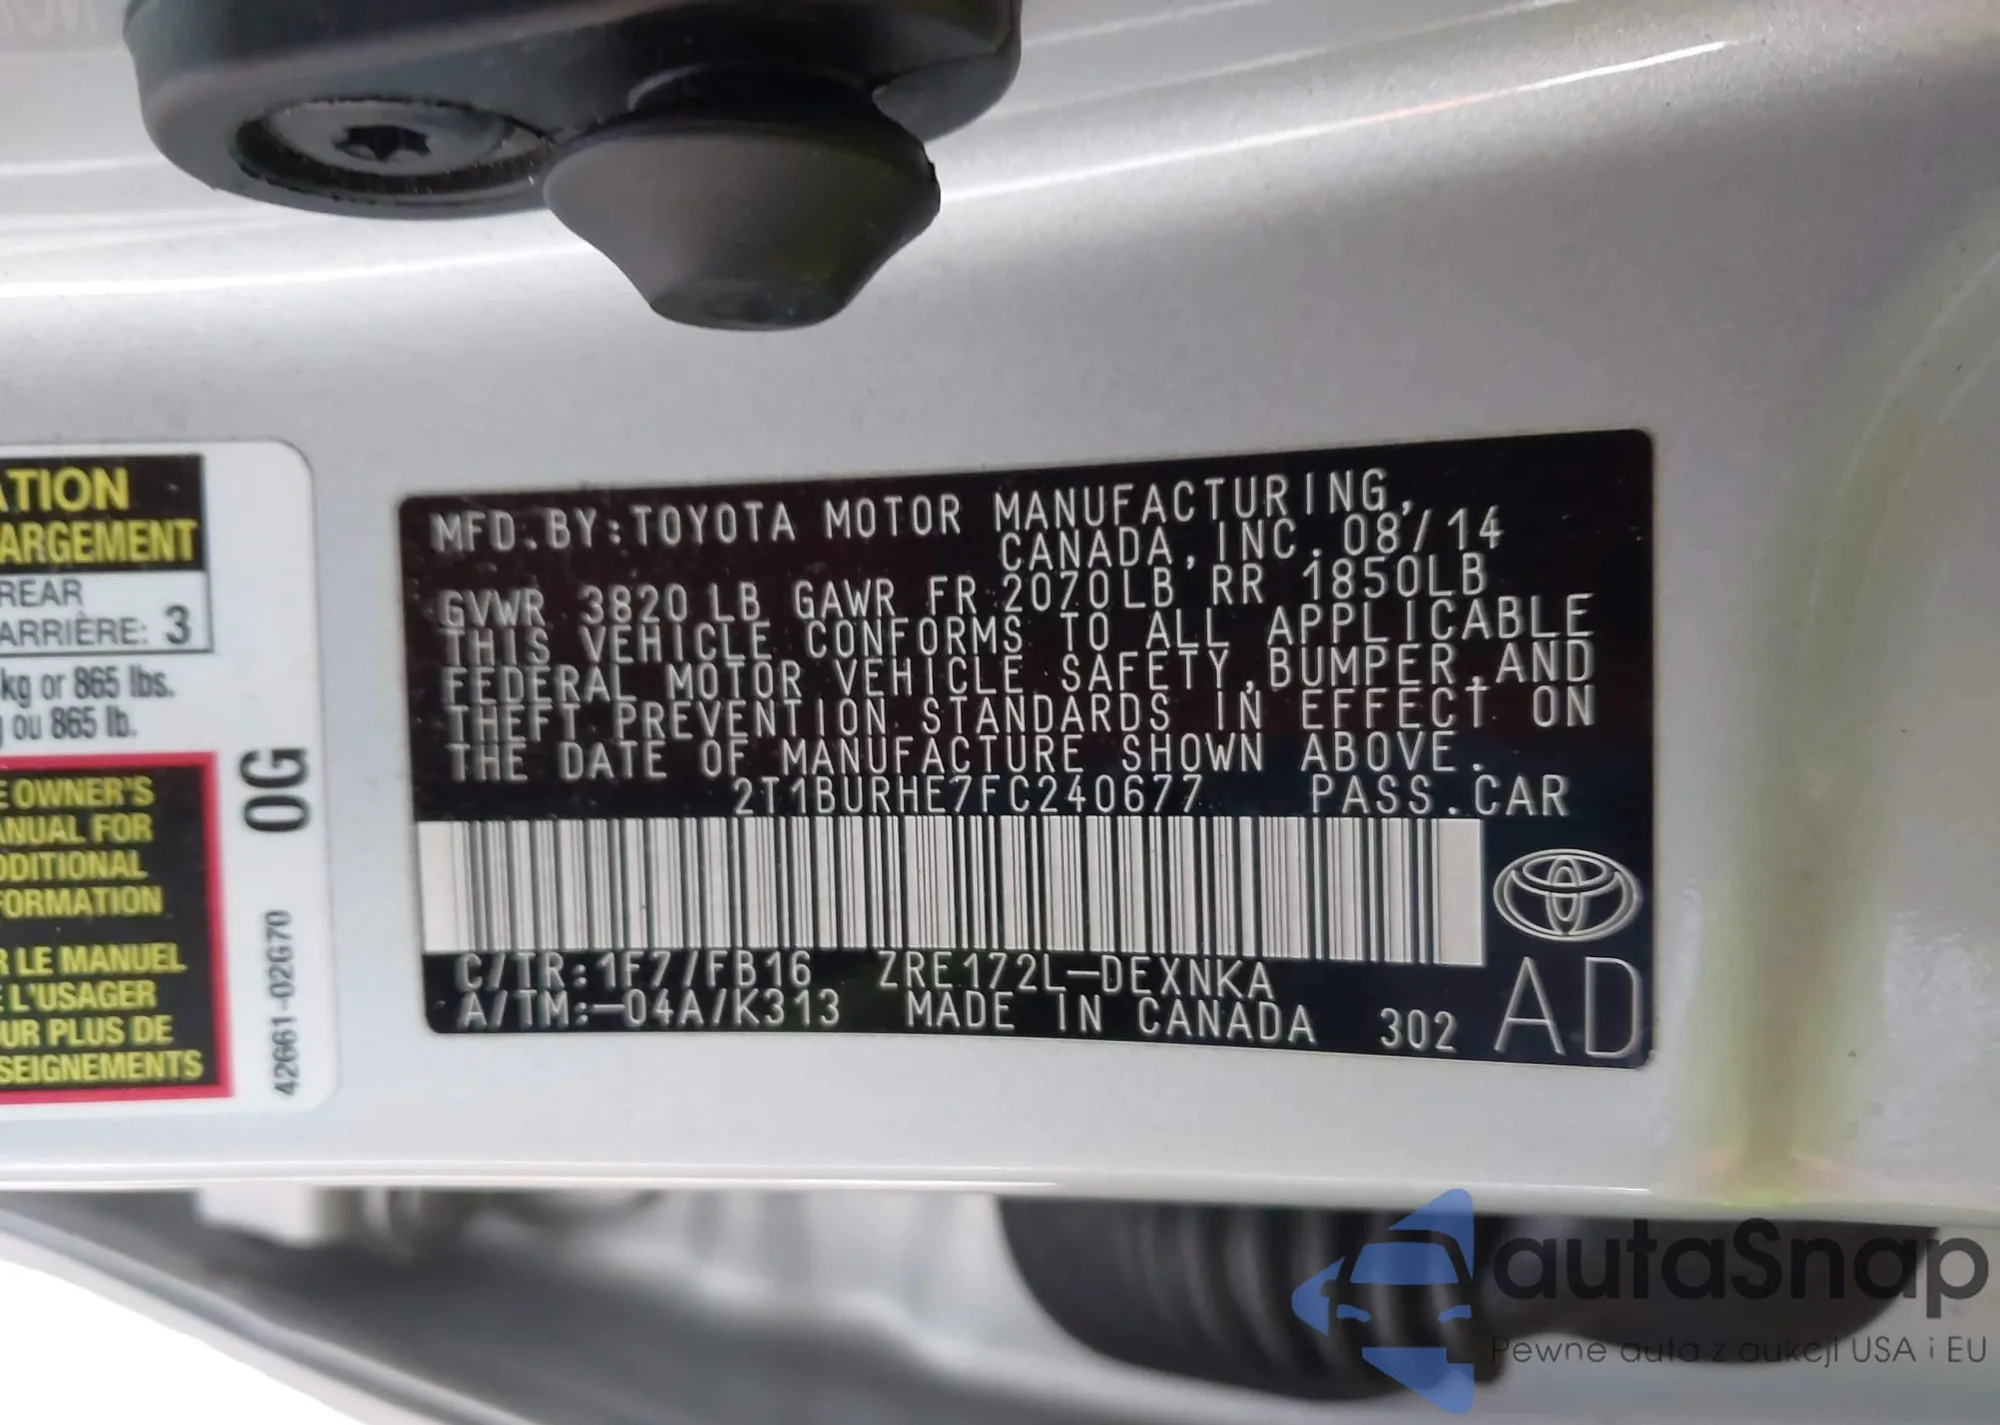 ATION
ARGEMENT
REAR
ARRIÈRE: 3
kg or 865 lbs.
ou 865 lb.
OWNER'S
ANUAL FOR
DDITIONAL
FORMATION
LE MANUEL
L'USAGER
UR PLUS DE
SEIGNEMENTS
0G
42661-02G70
MFD.BY:TOYOTA MOTOR MANUFACTURING,
CANADA,INC. 08/14
GVWR 3820LB GAWR FR 2070LB RR 1850LB
THIS VEHICLE CONFORMS TO ALL APPLICABLE
FEDERAL MOTOR VEHICLE SAFETY,BUMPER,AND
THEFT PREVENTION STANDARDS IN EFFECT ON
THE DATE OF MANUFACTURE SHOWN ABOVE.
2T1BURHE7FC240677 PASS.CAR
C/TR:1F7/FB16 ZRE172L-DEXNKA
A/TM:-04A/K313 MADE IN CANADA 302
AD
autaSnap
Pewne auta z aukcji USA i EU